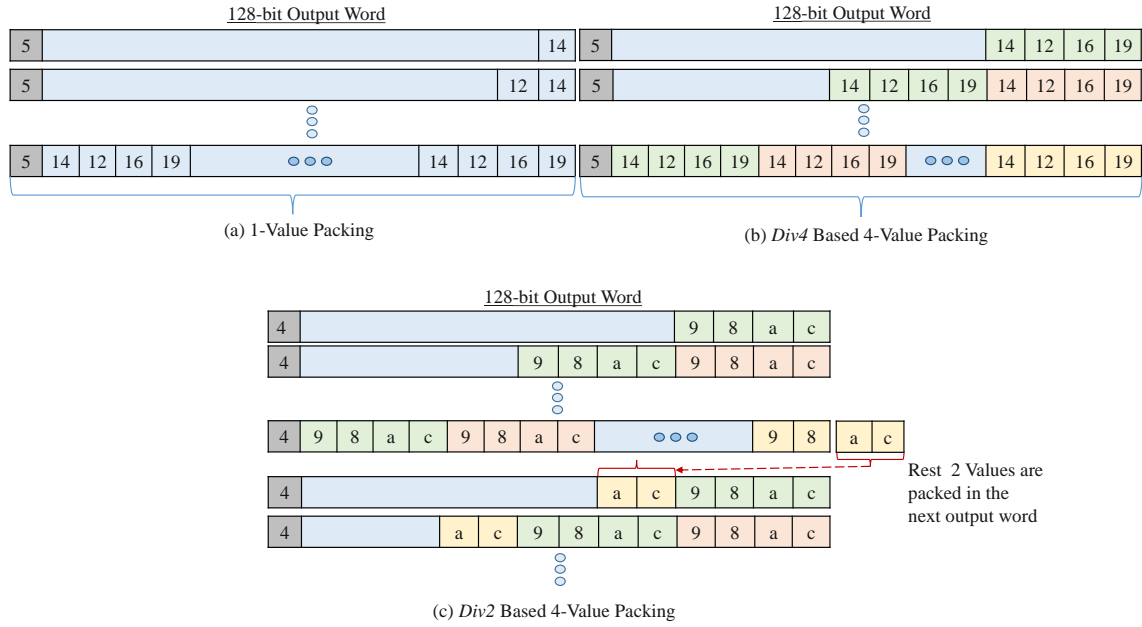 128-bit Output Word
5 14
5 12 14
5 14 12 16 19 14 12 16 19
(a) 1-Value Packing
128-bit Output Word
5 14 12 16 19
5 14 12 16 19 14 12 16 19
5 14 12 16 19 14 12 16 19 14 12 16 19
(b) Div4 Based 4-Value Packing
128-bit Output Word
4 9 8 a c
4 9 8 a c 9 8 a c
4 9 8 a c 9 8 a c 9 8 a c
4 a c 9 8 a c
4 a c 9 8 a c 9 8 a c
Rest 2 Values are
packed in the
next output word
(c) Div2 Based 4-Value Packing